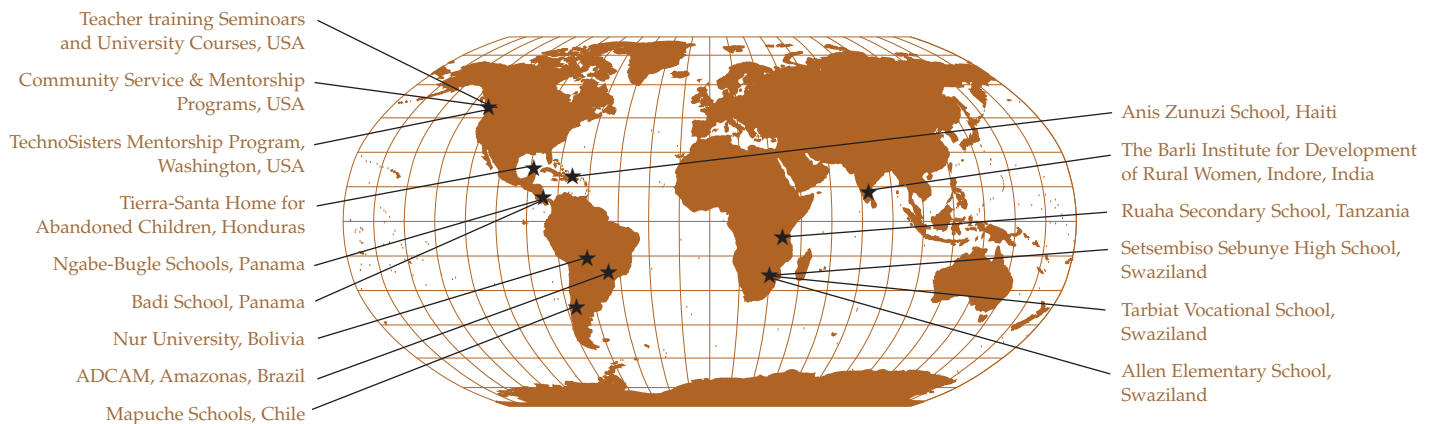 Teacher training Seminoars
and University Courses, USA
Community Service & Mentorship
Programs, USA
TechnoSisters Mentorship Program,
Washington, USA
Tierra-Santa Home for
Abandoned Children, Honduras
Ngabe-Bugle Schools, Panama
Badi School, Panama
Nur University, Bolivia
ADCAM, Amazonas, Brazil
Mapuche Schools, Chile
Anis Zunuzi School, Haiti
The Barli Institute for Development
of Rural Women, Indore, India
Ruaha Secondary School, Tanzania
Setsembiso Sebunye High School,
Swaziland
Tarbiat Vocational School,
Swaziland
Allen Elementary School,
Swaziland